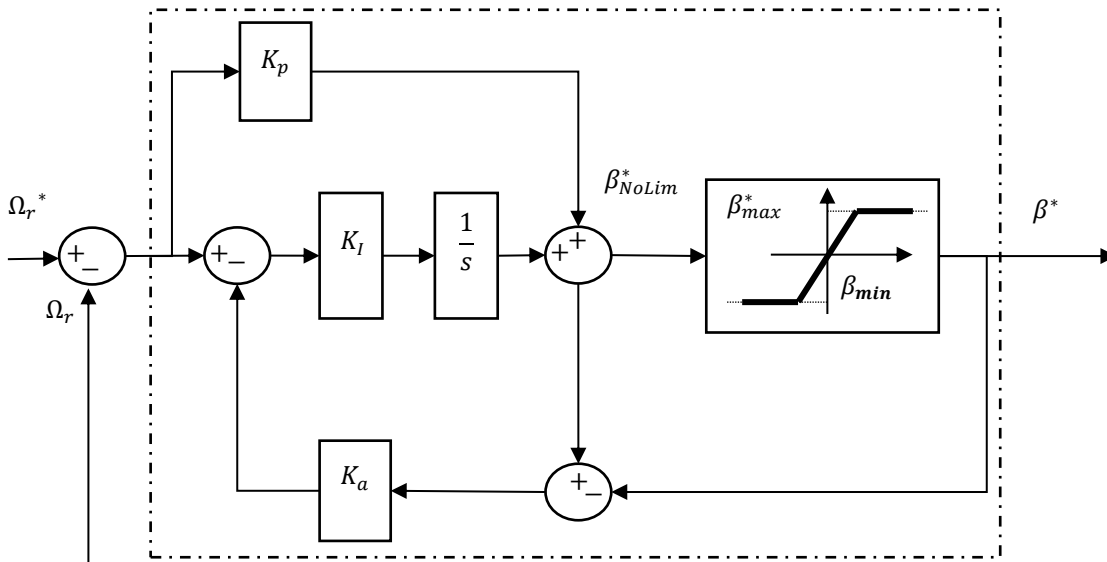 K_p
β*_NoLim
Ω_r*
+
−
+
−
K_I
1/s
+
+
β*_max
β_min
β*
Ω_r
K_a
+
−